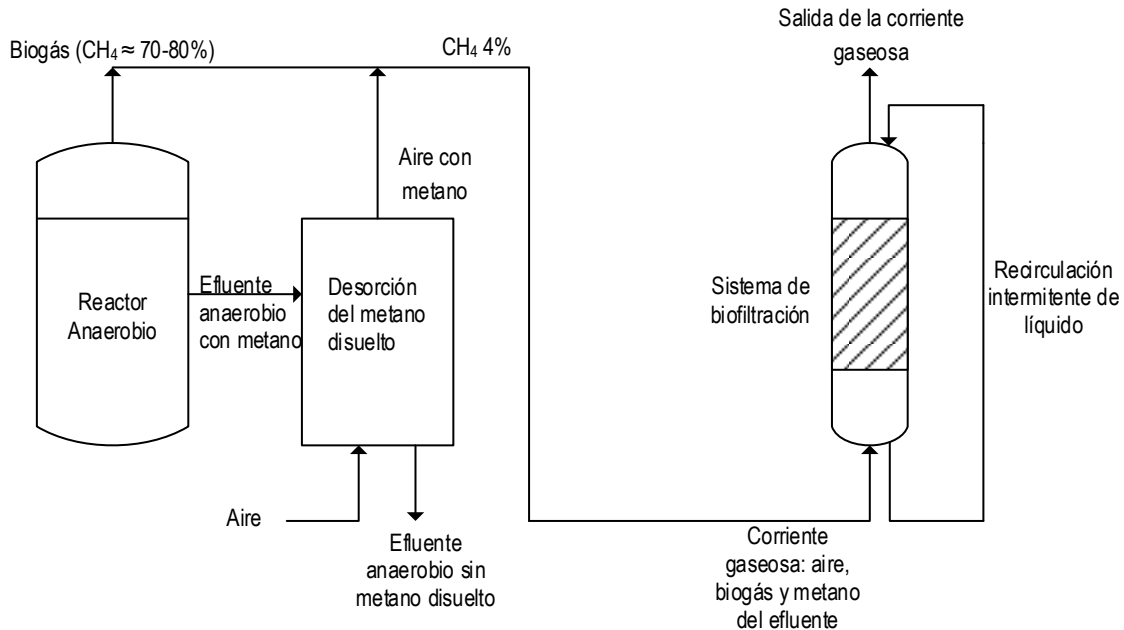 Salida de la corriente
gaseosa
Biogás (CH₄ ≈ 70-80%)
CH₄ 4%
Aire con
metano
Reactor
Anaerobio
Efluente
anaerobio
con metano
Desorción
del metano
disuelto
Sistema de
biofiltración
Recirculación
intermitente de
líquido
Aire
Efluente
anaerobio sin
metano disuelto
Corriente
gaseosa: aire,
biogás y metano
del efluente